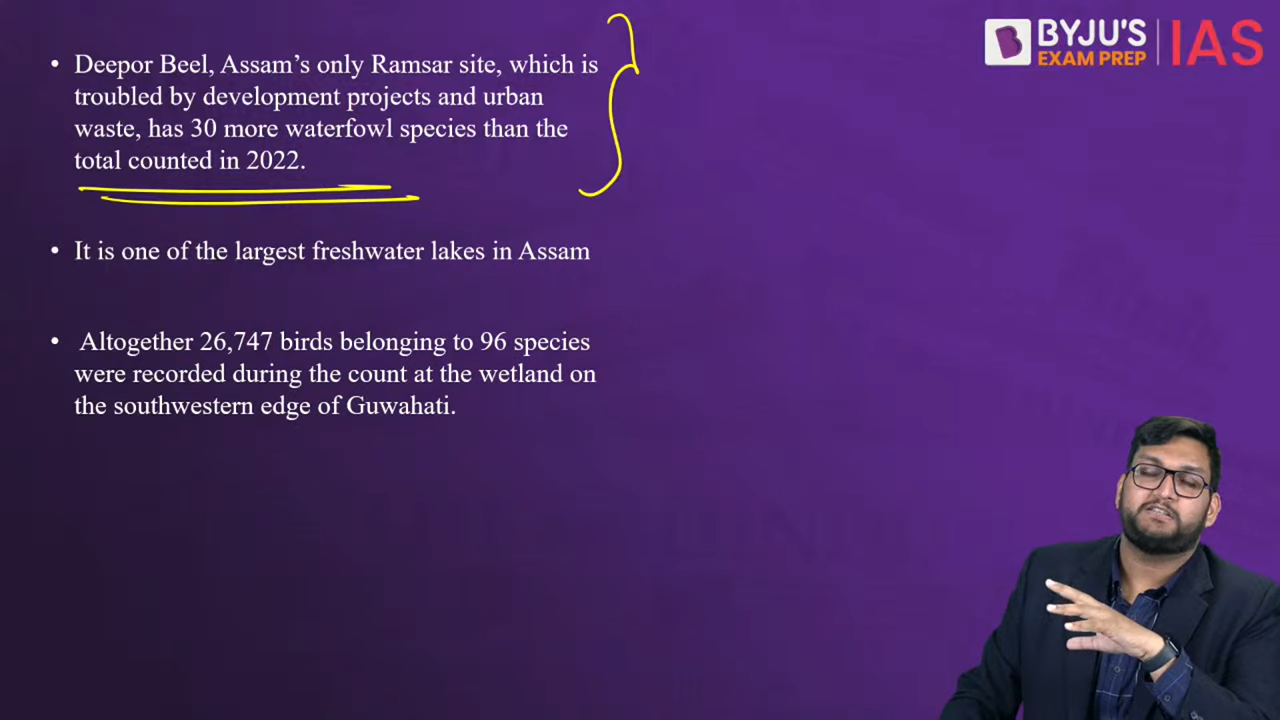 • Deepor Beel, Assam’s only Ramsar site, which is
troubled by development projects and urban
waste, has 30 more waterfowl species than the
total counted in 2022.
• It is one of the largest freshwater lakes in Assam
• Altogether 26,747 birds belonging to 96 species
were recorded during the count at the wetland on
the southwestern edge of Guwahati.
BYJU'S
EXAM PREP
IAS